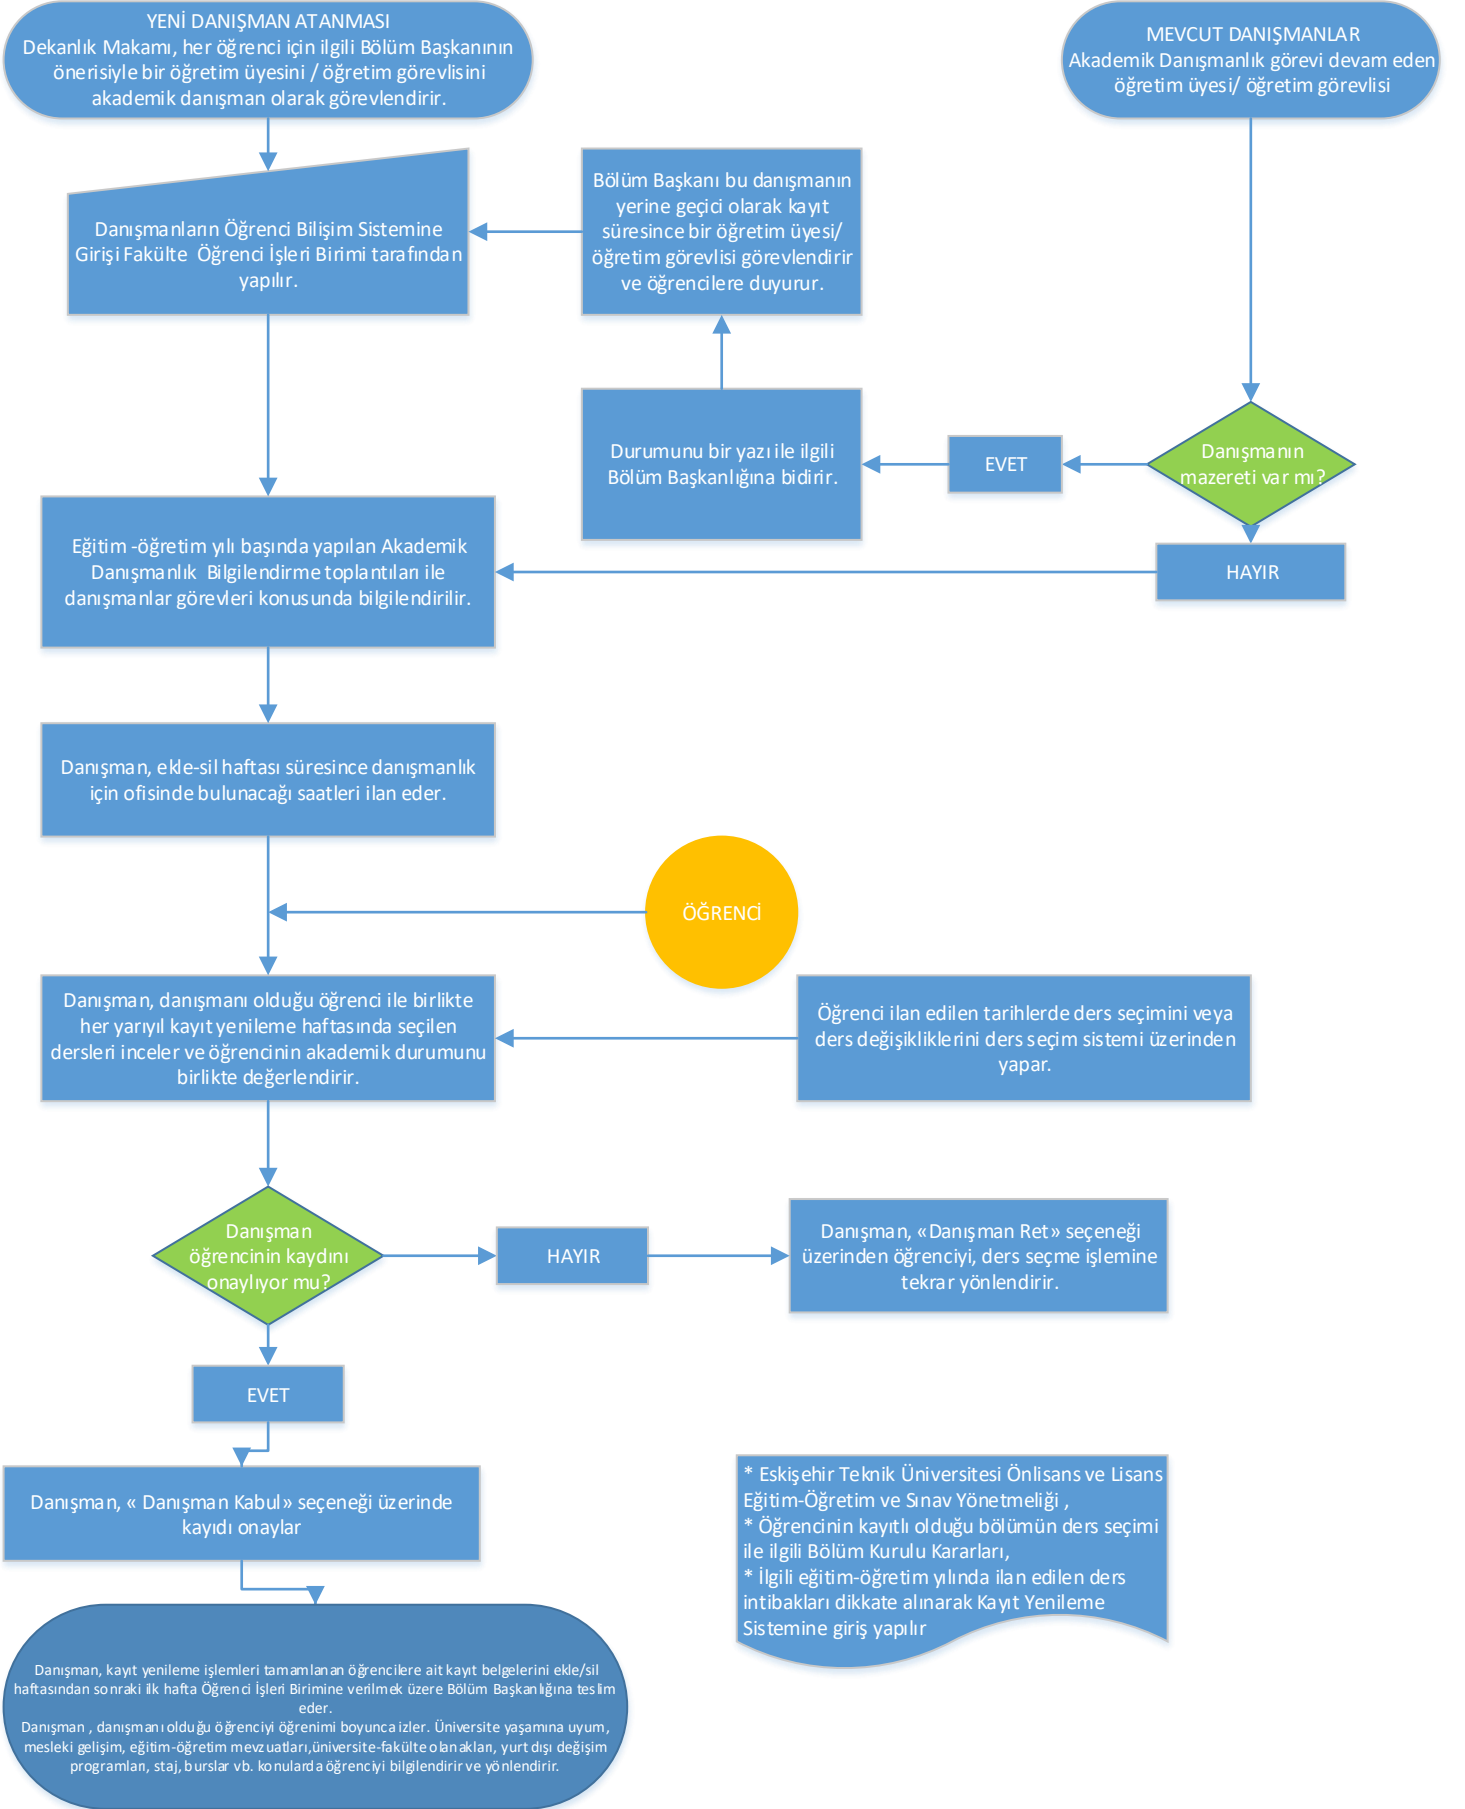 YENİ DANIŞMAN ATANMASI
Dekanlık Makamı, her öğrenci için ilgili Bölüm Başkanının
önerisiyle bir öğretim üyesini / öğretim görevlisini
akademik danışman olarak görevlendirir.
MEVCUT DANIŞMANLAR
Akademik Danışmanlık görevi devam eden
öğretim üyesi/ öğretim görevlisi
Danışmanların Öğrenci Bilişim Sistemine
Girişi Fakülte Öğrenci İşleri Birimi tarafından
yapılır.
Bölüm Başkanı bu danışmanın
yerine geçici olarak kayıt
süresince bir öğretim üyesi/
öğretim görevlisi görevlendirir
ve öğrencilere duyurur.
Durumunu bir yazı ile ilgili
Bölüm Başkanlığına bidirir.
EVET
Danışmanın
mazereti var mı?
HAYIR
Eğitim -öğretim yılı başında yapılan Akademik
Danışmanlık Bilgilendirme toplantıları ile
danışmanlar görevleri konusunda bilgilendirilir.
Danışman, ekle-sil haftası süresince danışmanlık
için ofisinde bulunacağı saatleri ilan eder.
ÖĞRENCİ
Danışman, danışmanı olduğu öğrenci ile birlikte
her yarıyıl kayıt yenileme haftasında seçilen
dersleri inceler ve öğrencinin akademik durumunu
birlikte değerlendirir.
Öğrenci ilan edilen tarihlerde ders seçimini veya
ders değişikliklerini ders seçim sistemi üzerinden
yapar.
Danışman
öğrencinin kaydını
onaylıyor mu?
HAYIR
Danışman, «Danışman Ret» seçeneği
üzerinden öğrenciyi, ders seçme işlemine
tekrar yönlendirir.
EVET
Danışman, « Danışman Kabul» seçeneği üzerinde
kayıdı onaylar
* Eskişehir Teknik Üniversitesi Önlisans ve Lisans
Eğitim-Öğretim ve Sınav Yönetmeliği ,
* Öğrencinin kayıtlı olduğu bölümün ders seçimi
ile ilgili Bölüm Kurulu Kararları,
* İlgili eğitim-öğretim yılında ilan edilen ders
intibakları dikkate alınarak Kayıt Yenileme
Sistemine giriş yapılır
Danışman, kayıt yenileme işlemleri tamamlanan öğrencilere ait kayıt belgelerini ekle/sil
haftasından sonraki ilk hafta Öğrenci İşleri Birimine verilmek üzere Bölüm Başkanlığına teslim
eder.
Danışman , danışmanı olduğu öğrenciyi öğrenimi boyunca izler. Üniversite yaşamına uyum,
mesleki gelişim, eğitim-öğretim mevzuatları,üniversite-fakülte olanakları, yurt dışı değişim
programları, staj, burslar vb. konularda öğrenciyi bilgilendirir ve yönlendirir.